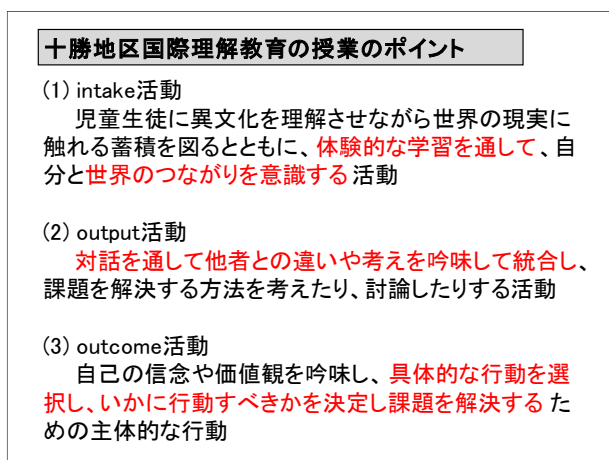 十勝地区国際理解教育の授業のポイント
(1) intake活動
児童生徒に異文化を理解させながら世界の現実に
触れる蓄積を図るとともに、体験的な学習を通して、自
分と世界のつながりを意識する活動
(2) output活動
対話を通して他者との違いや考えを吟味して統合し、
課題を解決する方法を考えたり、討論したりする活動
(3) outcome活動
自己の信念や価値観を吟味し、具体的な行動を選
択し、いかに行動すべきかを決定し課題を解決する た
めの主体的な行動